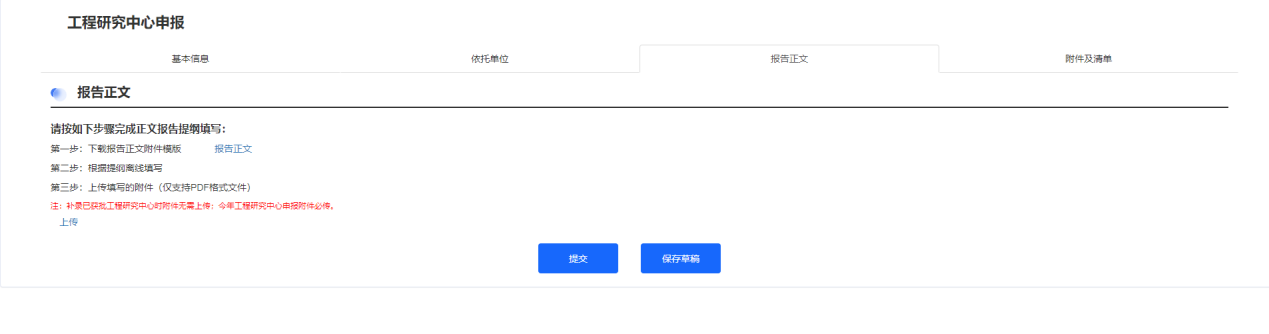 工程研究中心申报
基本信息 依托单位 报告正文 附件及清单
报告正文
请按如下步骤完成正文报告提纲填写：
第一步：下载报告正文附件模版 报告正文
第二步：根据提纲离线填写
第三步：上传填写的附件（仅支持PDF格式文件）
注：补录已获批工程研究中心时附件无需上传；今年工程研究中心申报附件必传。
上传
提交 保存草稿